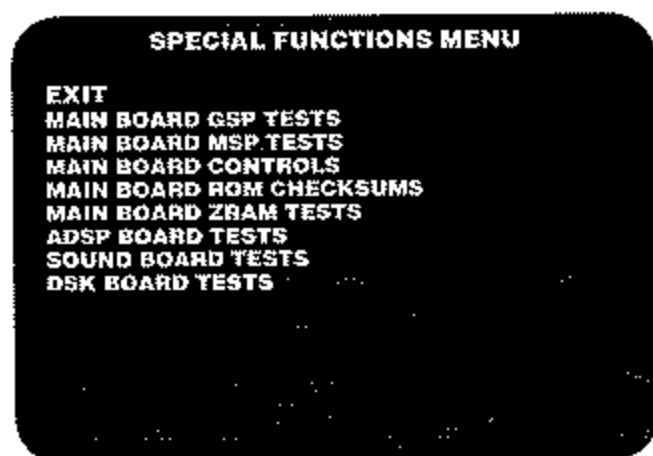 SPECIAL FUNCTIONS MENU
EXIT
MAIN BOARD GSP TESTS
MAIN BOARD MSP TESTS
MAIN BOARD CONTROLS
MAIN BOARD ROM CHECKSUMS
MAIN BOARD ZRAM TESTS
ADSP BOARD TESTS
SOUND BOARD TESTS
DSK BOARD TESTS